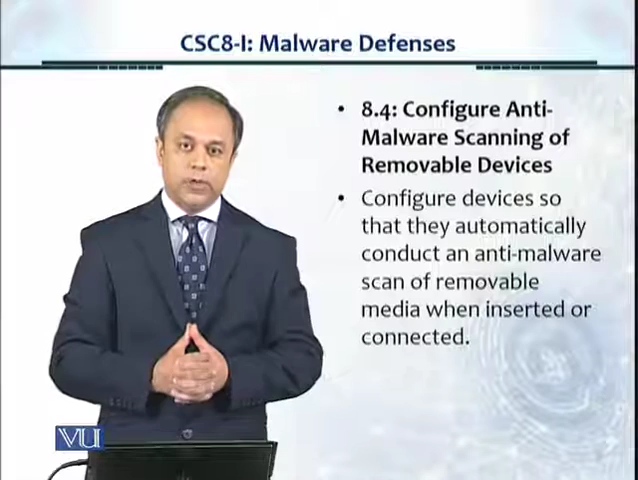 CSC8-I: Malware Defenses
• 8.4: Configure Anti-
Malware Scanning of
Removable Devices
• Configure devices so
that they automatically
conduct an anti-malware
scan of removable
media when inserted or
connected.
VU